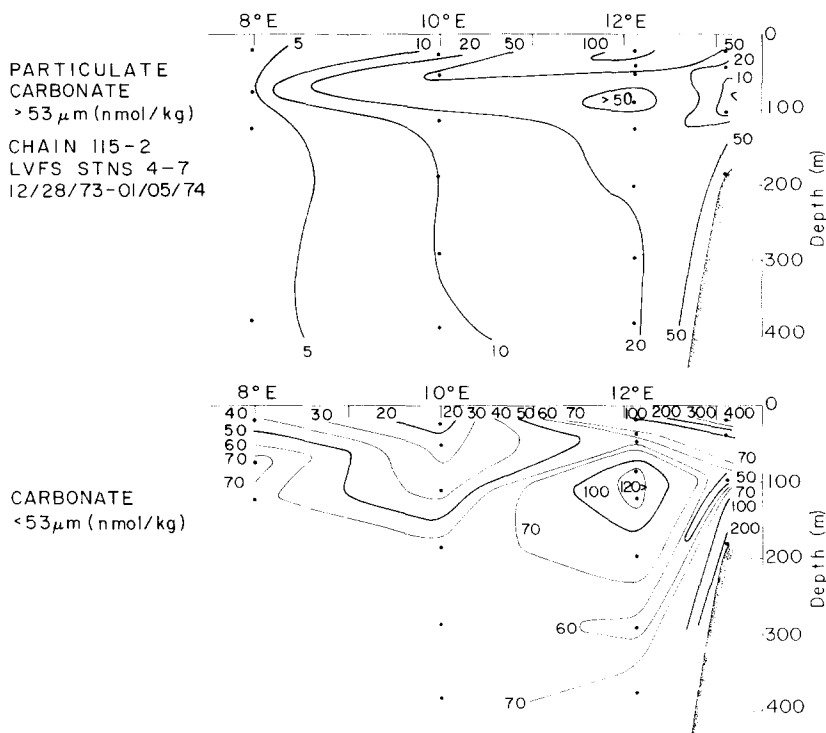 8°E 10°E 12°E
5 10 20 50 100 50 0
20
10
PARTICULATE
CARBONATE
> 53 μm (nmol/kg)
<
>50
100
CHAIN 115-2
LVFS STNS 4-7
12/28/73-01/05/74
50
200
Depth (m)
300
5 10 20 50 400
8°E 10°E 12°E
40 30 20 120 30 40 50 60 70 100 200 300 400 0
50
60
70
70
70
50
100 120> 70 100
100
CARBONATE
<53μm (nmol/kg)
70
200
200
Depth (m)
60
300
70
400